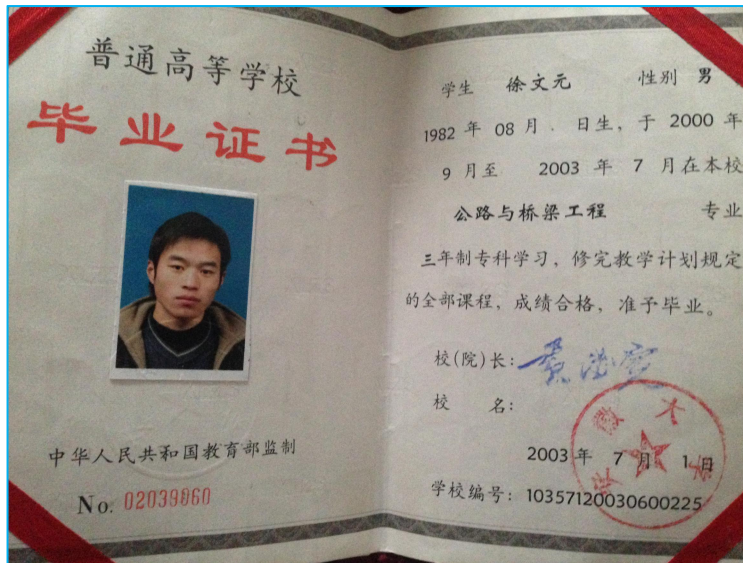 普通高等学校
毕业证书
中华人民共和国教育部监制
No. 02039860
学生 徐文元 性别 男
1982 年 08 月 . 日生, 于 2000 年
9 月至 2003 年 7 月在本校
公路与桥梁工程 专业
三年制专科学习, 修完教学计划规定
的全部课程, 成绩合格, 准予毕业。
校(院)长:
校 名:
安徽大学
2003 年 7 月 1 日
学校编号: 10357120030600225